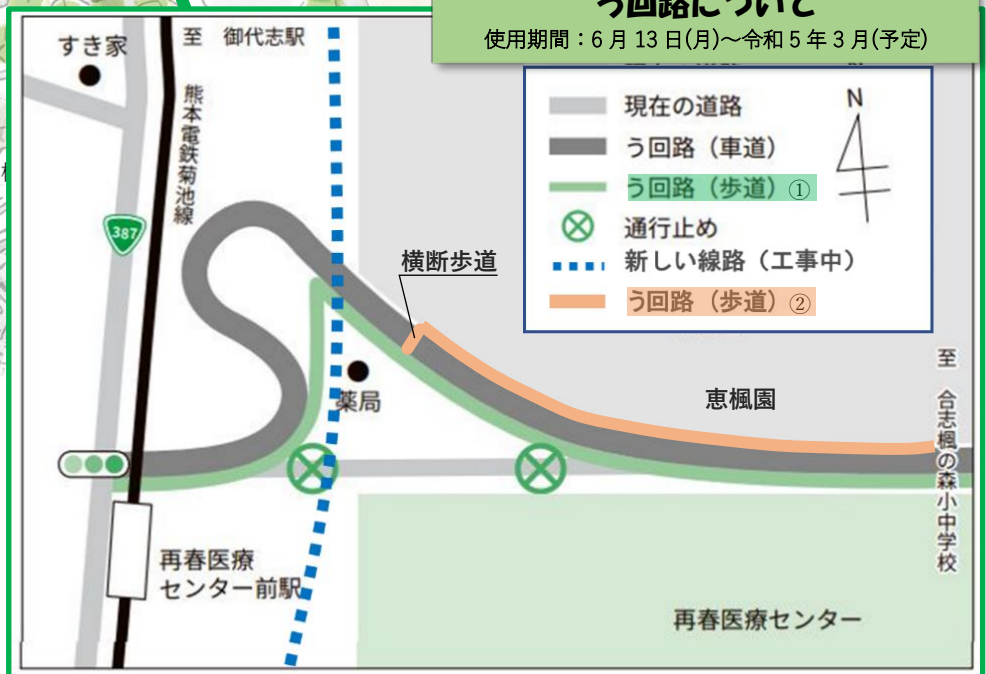 う回路について
使用期間：6月13日(月)～令和5年3月(予定)
すき家
至 御代志駅
熊本電鉄菊池線
387
現在の道路
う回路（車道）
う回路（歩道）①
通行止め
新しい線路（工事中）
う回路（歩道）②
N
横断歩道
薬局
恵楓園
至 合志楓の森小中学校
再春医療
センター前駅
再春医療センター